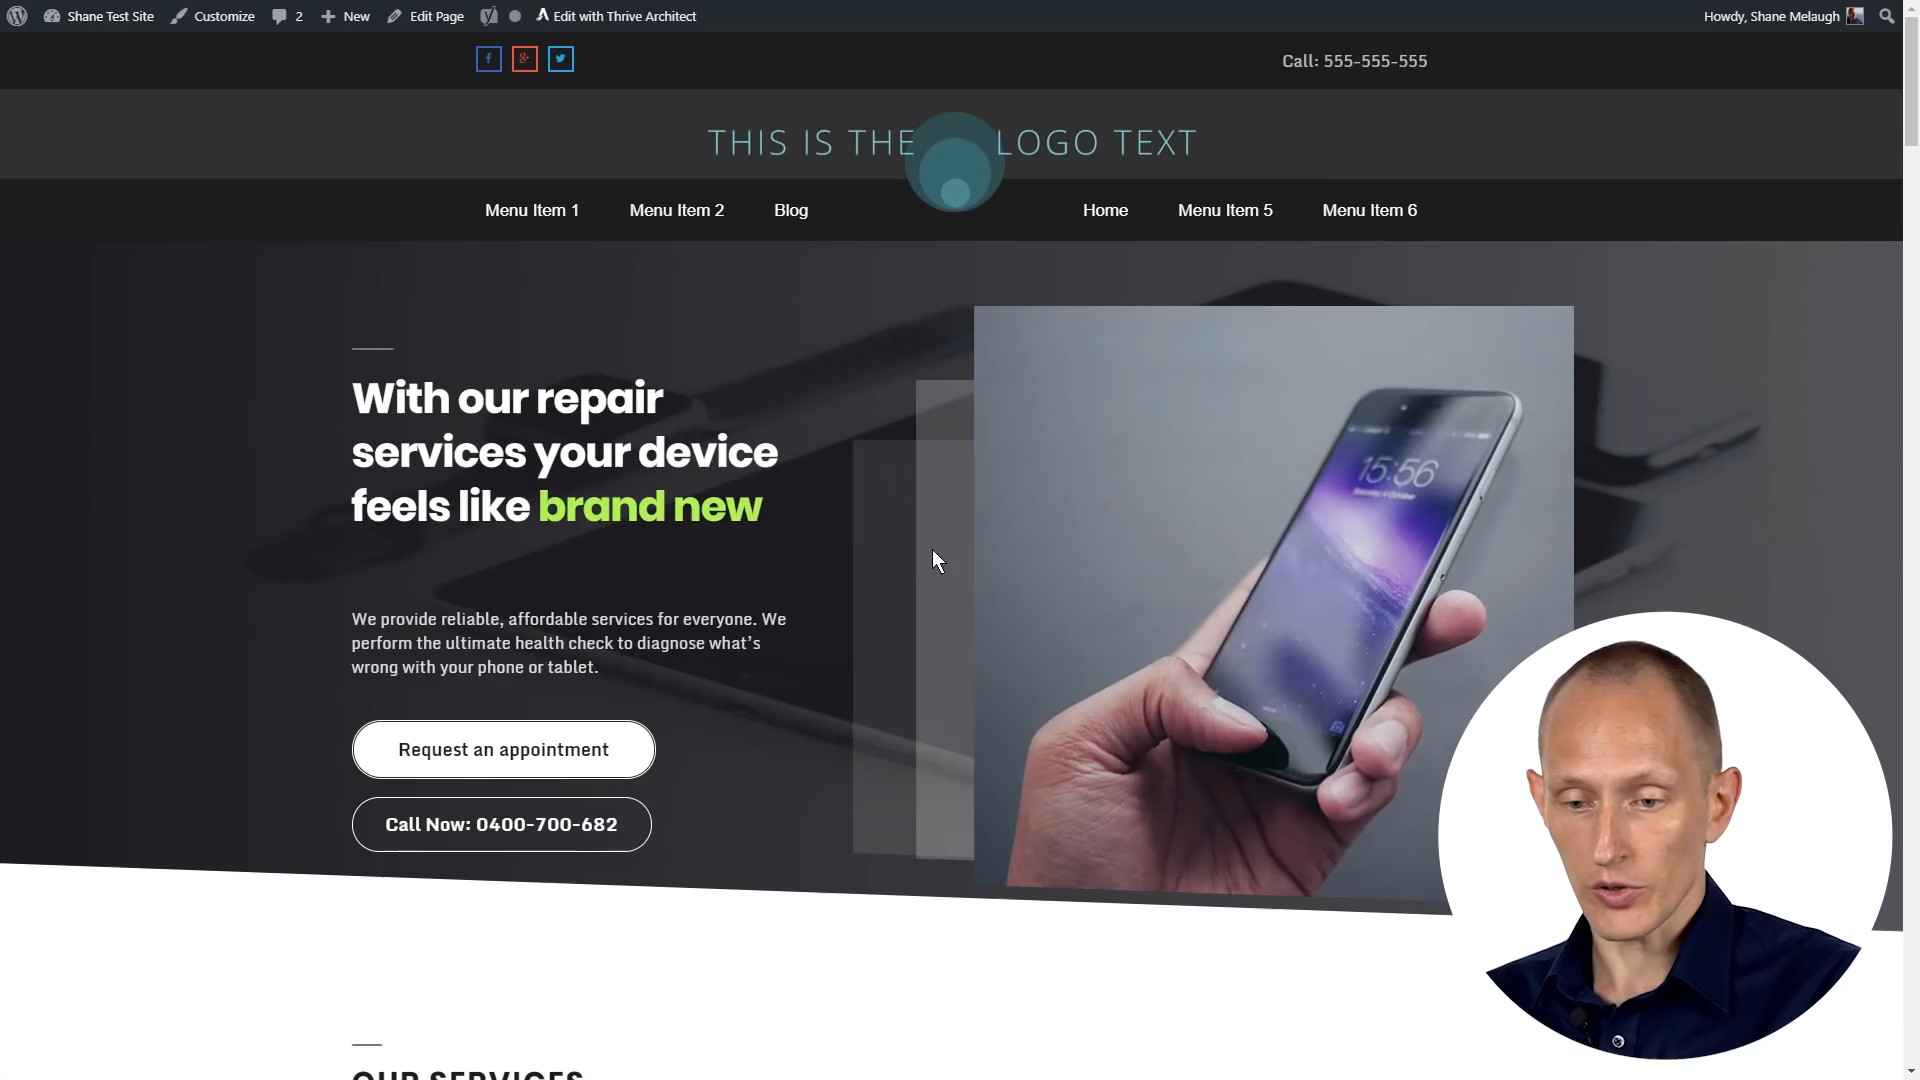 Shane Test Site Customize 2 New Edit Page Edit with Thrive Architect Howdy, Shane Melaugh
Call: 555-555-555
THIS IS THE LOGO TEXT
Menu Item 1 Menu Item 2 Blog Home Menu Item 5 Menu Item 6
With our repair
services your device
feels like brand new
15:56
We provide reliable, affordable services for everyone. We
perform the ultimate health check to diagnose what's
wrong with your phone or tablet.
Request an appointment
Call Now: 0400-700-682
OUR SERVICES